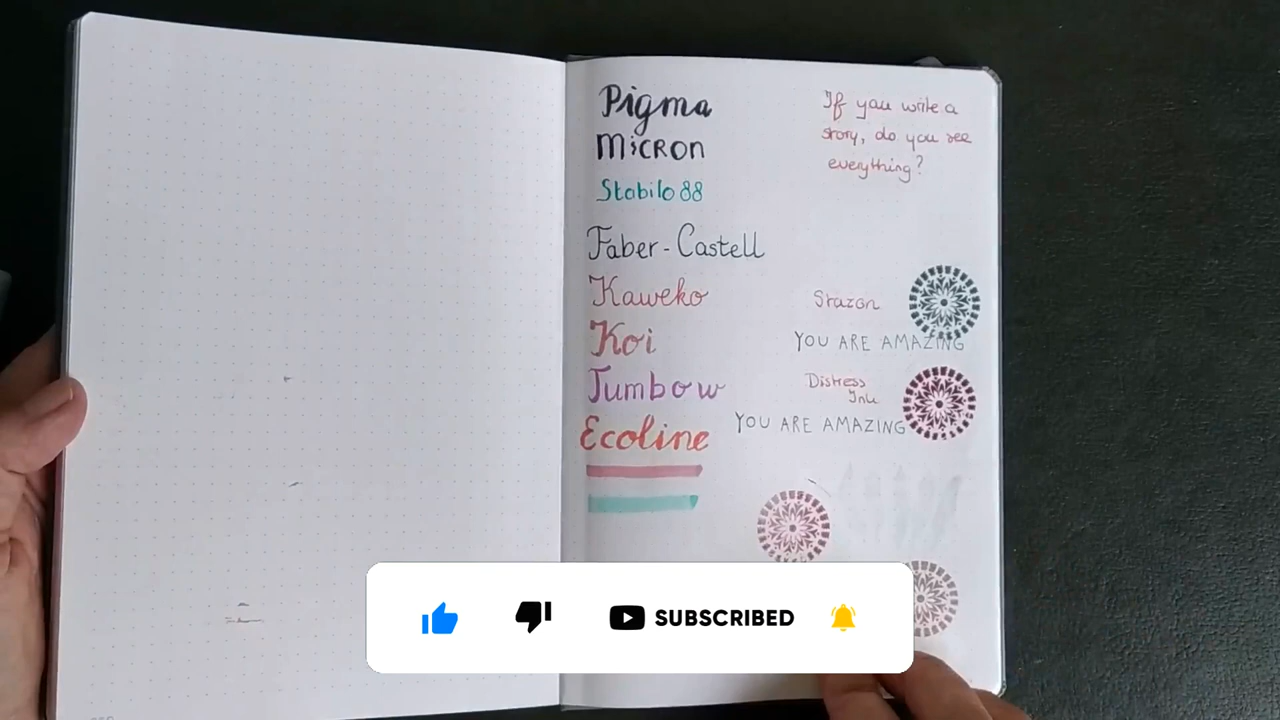 Pigma
Micron
Stabilo 88
Faber-Castell
Kaweko
Koi
Tumbow
Ecoline
If you write a
story, do you see
everything?
Stazon
YOU ARE AMAZING
Distress
Ink
YOU ARE AMAZING
SUBSCRIBED